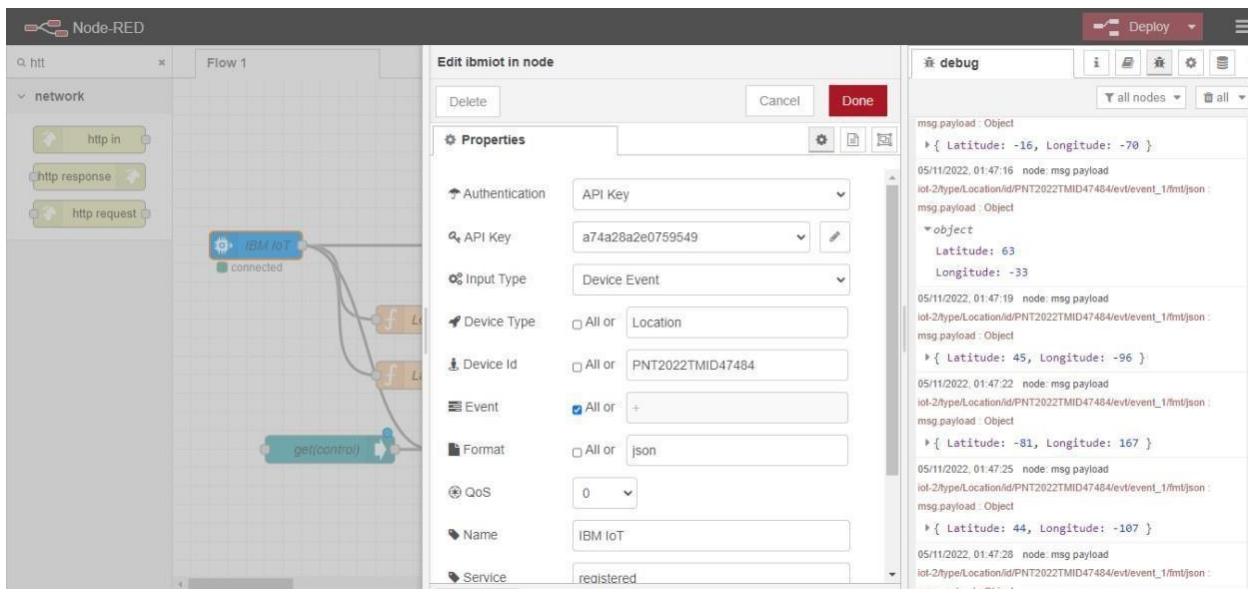 Node-RED
Deploy
htt
Flow 1
network
http in
http response
http request
IBM IoT
connected
get(control)
Edit ibmiot in node
Delete
Cancel
Done
Properties
Authentication
API Key
API Key
a74a28a2e0759549
Input Type
Device Event
Device Type
All or
Location
Device Id
All or
PNT2022TMID47484
Event
All or
+
Format
All or
json
QoS
0
Name
IBM IoT
Service
registered
debug
i
all nodes
all
msg.payload : Object
{ Latitude: -16, Longitude: -70 }
05/11/2022, 01:47:16 node: msg payload
iot-2/type/Location/id/PNT2022TMID47484/evt/event_1/fmt/json :
msg.payload : Object
object
Latitude: 63
Longitude: -33
05/11/2022, 01:47:19 node: msg payload
iot-2/type/Location/id/PNT2022TMID47484/evt/event_1/fmt/json :
msg.payload : Object
{ Latitude: 45, Longitude: -96 }
05/11/2022, 01:47:22 node: msg payload
iot-2/type/Location/id/PNT2022TMID47484/evt/event_1/fmt/json :
msg.payload : Object
{ Latitude: -81, Longitude: 167 }
05/11/2022, 01:47:25 node: msg payload
iot-2/type/Location/id/PNT2022TMID47484/evt/event_1/fmt/json :
msg.payload : Object
{ Latitude: 44, Longitude: -107 }
05/11/2022, 01:47:28 node: msg payload
iot-2/type/Location/id/PNT2022TMID47484/evt/event_1/fmt/json :